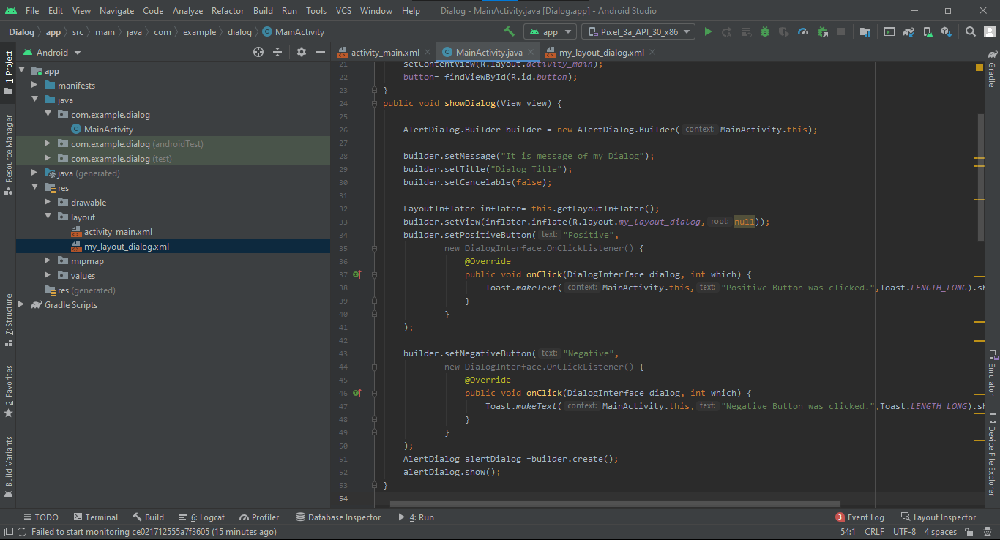 File Edit View Navigate Code Analyze Refactor Build Run Tools VCS Window Help Dialog - MainActivity.java [Dialog.app] - Android Studio
Dialog app src main java com example dialog MainActivity app Pixel_3a_API_30_x86
Android
activity_main.xml MainActivity.java my_layout_dialog.xml
1: Project
Resource Manager
7: Structure
2: Favorites
Build Variants
app
manifests
java
com.example.dialog
MainActivity
com.example.dialog (androidTest)
com.example.dialog (test)
java (generated)
res
drawable
layout
activity_main.xml
my_layout_dialog.xml
mipmap
values
res (generated)
Gradle Scripts
21 setContentView(R.layout.activity_main);
22 button= findViewById(R.id.button);
23 }
24 public void showDialog(View view) {
25
26 AlertDialog.Builder builder = new AlertDialog.Builder( context: MainActivity.this);
27
28 builder.setMessage("It is message of my Dialog");
29 builder.setTitle("Dialog Title");
30 builder.setCancelable(false);
31
32 LayoutInflater inflater= this.getLayoutInflater();
33 builder.setView(inflater.inflate(R.layout.my_layout_dialog, root: null));
34 builder.setPositiveButton( text: "Positive",
35 new DialogInterface.OnClickListener() {
36 @Override
37 public void onClick(DialogInterface dialog, int which) {
38 Toast.makeText( context: MainActivity.this, text: "Positive Button was clicked.",Toast.LENGTH_LONG).sh
39 }
40 }
41 );
42
43 builder.setNegativeButton( text: "Negative",
44 new DialogInterface.OnClickListener() {
45 @Override
46 public void onClick(DialogInterface dialog, int which) {
47 Toast.makeText( context: MainActivity.this, text: "Negative Button was clicked.",Toast.LENGTH_LONG).sh
48 }
49 }
50 );
51 AlertDialog alertDialog =builder.create();
52 alertDialog.show();
53 }
54
Gradle
Emulator
Device File Explorer
TODO Terminal Build 6: Logcat Profiler Database Inspector 4: Run 3 Event Log Layout Inspector
Failed to start monitoring ce021712555a7f3605 (15 minutes ago) 54:1 CRLF UTF-8 4 spaces